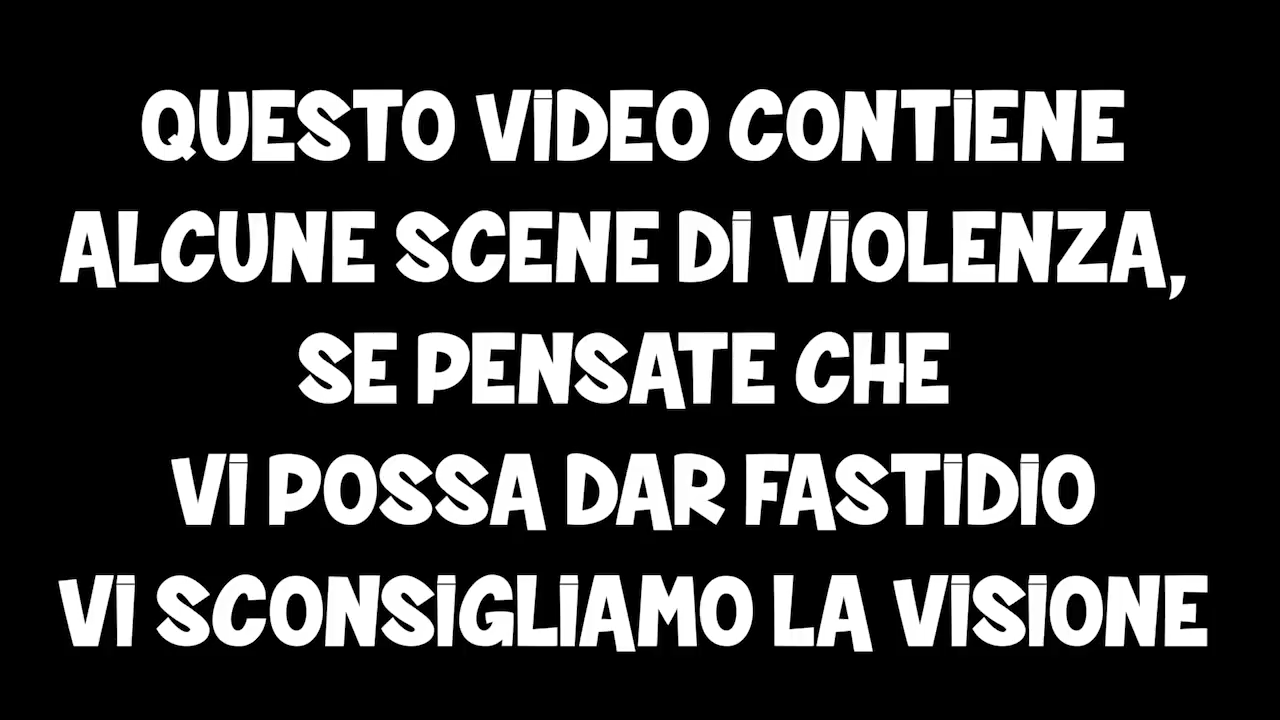 QUESTO VIDEO CONTIENE
ALCUNE SCENE DI VIOLENZA,
SE PENSATE CHE
VI POSSA DAR FASTIDIO
VI SCONSIGLIAMO LA VISIONE